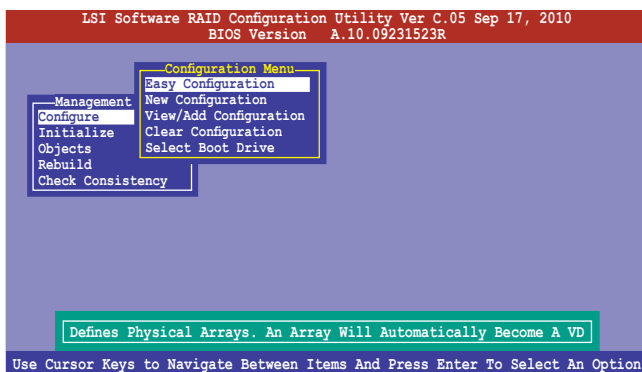 LSI Software RAID Configuration Utility Ver C.05 Sep 17, 2010
BIOS Version A.10.09231523R
Configuration Menu
Easy Configuration
New Configuration
View/Add Configuration
Clear Configuration
Select Boot Drive
Management
Configure
Initialize
Objects
Rebuild
Check Consistency
Defines Physical Arrays. An Array Will Automatically Become A VD
Use Cursor Keys to Navigate Between Items And Press Enter To Select An Option